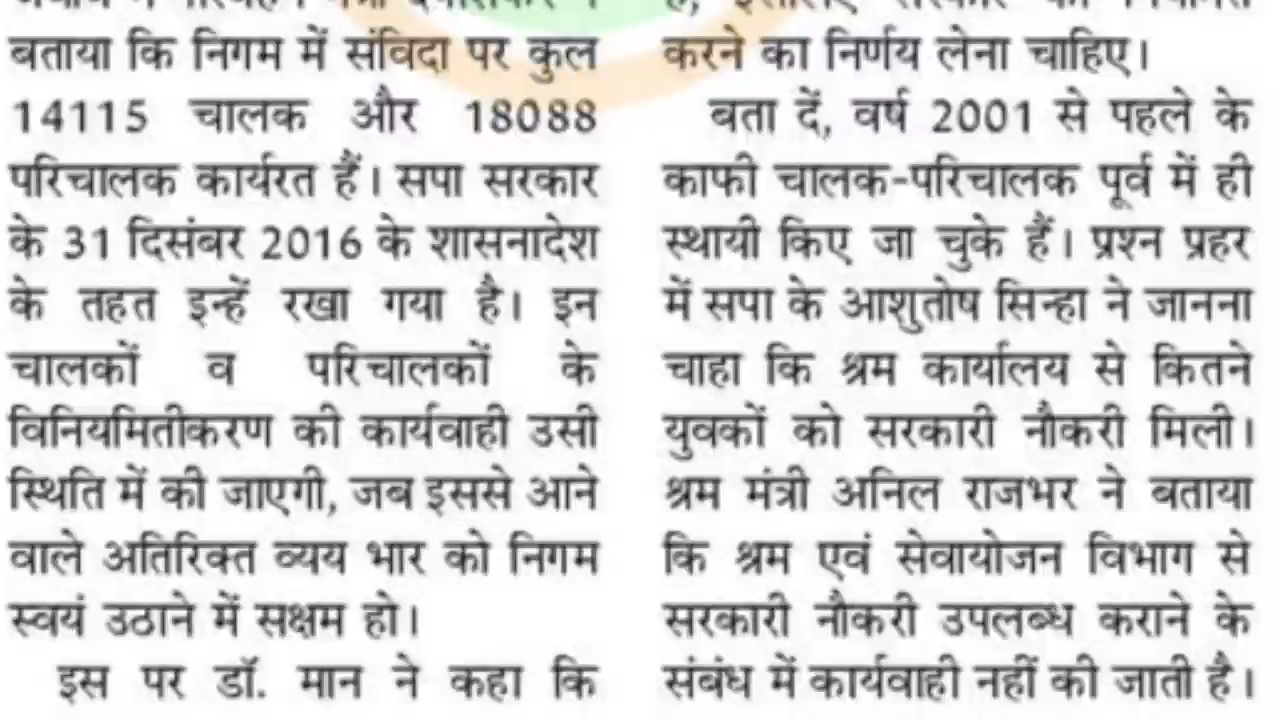 बताया कि निगम में संविदा पर कुल
14115 चालक और 18088
परिचालक कार्यरत हैं। सपा सरकार
के 31 दिसंबर 2016 के शासनादेश
के तहत इन्हें रखा गया है। इन
चालकों व परिचालकों के
विनियमितीकरण की कार्यवाही उसी
स्थिति में की जाएगी, जब इससे आने
वाले अतिरिक्त व्यय भार को निगम
स्वयं उठाने में सक्षम हो।
इस पर डॉ. मान ने कहा कि
करने का निर्णय लेना चाहिए।
बता दें, वर्ष 2001 से पहले के
काफी चालक-परिचालक पूर्व में ही
स्थायी किए जा चुके हैं। प्रश्न प्रहर
में सपा के आशुतोष सिन्हा ने जानना
चाहा कि श्रम कार्यालय से कितने
युवकों को सरकारी नौकरी मिली।
श्रम मंत्री अनिल राजभर ने बताया
कि श्रम एवं सेवायोजन विभाग से
सरकारी नौकरी उपलब्ध कराने के
संबंध में कार्यवाही नहीं की जाती है।